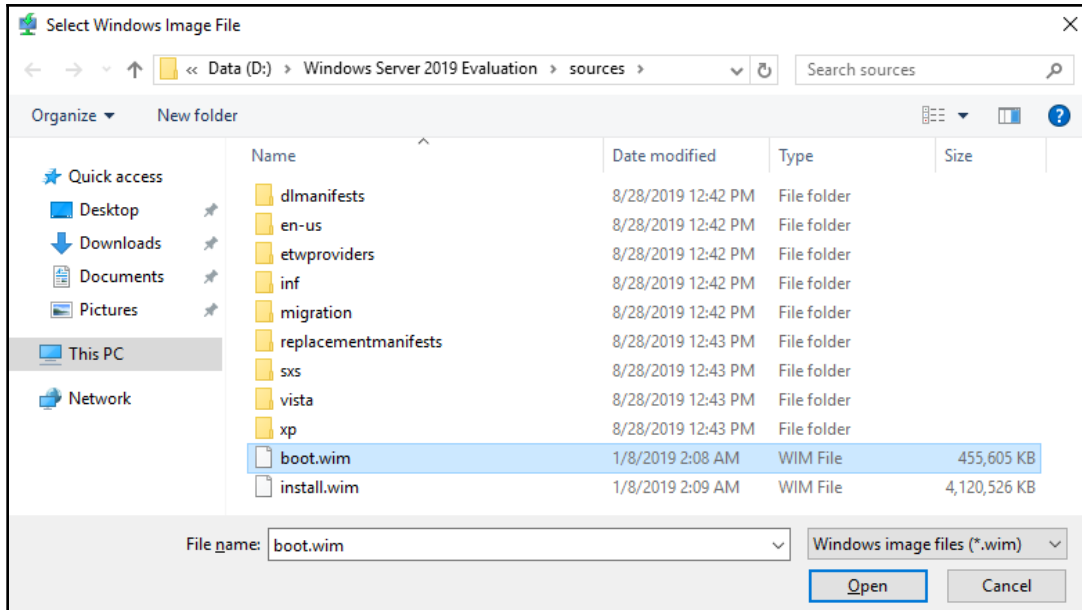 Select Windows Image File
« Data (D:) > Windows Server 2019 Evaluation > sources > Search sources
Organize New folder
Name Date modified Type Size
Quick access
Desktop
Downloads
Documents
Pictures
This PC
Network
dlmanifests 8/28/2019 12:42 PM File folder
en-us 8/28/2019 12:42 PM File folder
etwproviders 8/28/2019 12:42 PM File folder
inf 8/28/2019 12:42 PM File folder
migration 8/28/2019 12:42 PM File folder
replacementmanifests 8/28/2019 12:43 PM File folder
sxs 8/28/2019 12:43 PM File folder
vista 8/28/2019 12:43 PM File folder
xp 8/28/2019 12:43 PM File folder
boot.wim 1/8/2019 2:08 AM WIM File 455,605 KB
install.wim 1/8/2019 2:09 AM WIM File 4,120,526 KB
File name: boot.wim Windows image files (*.wim)
Open Cancel